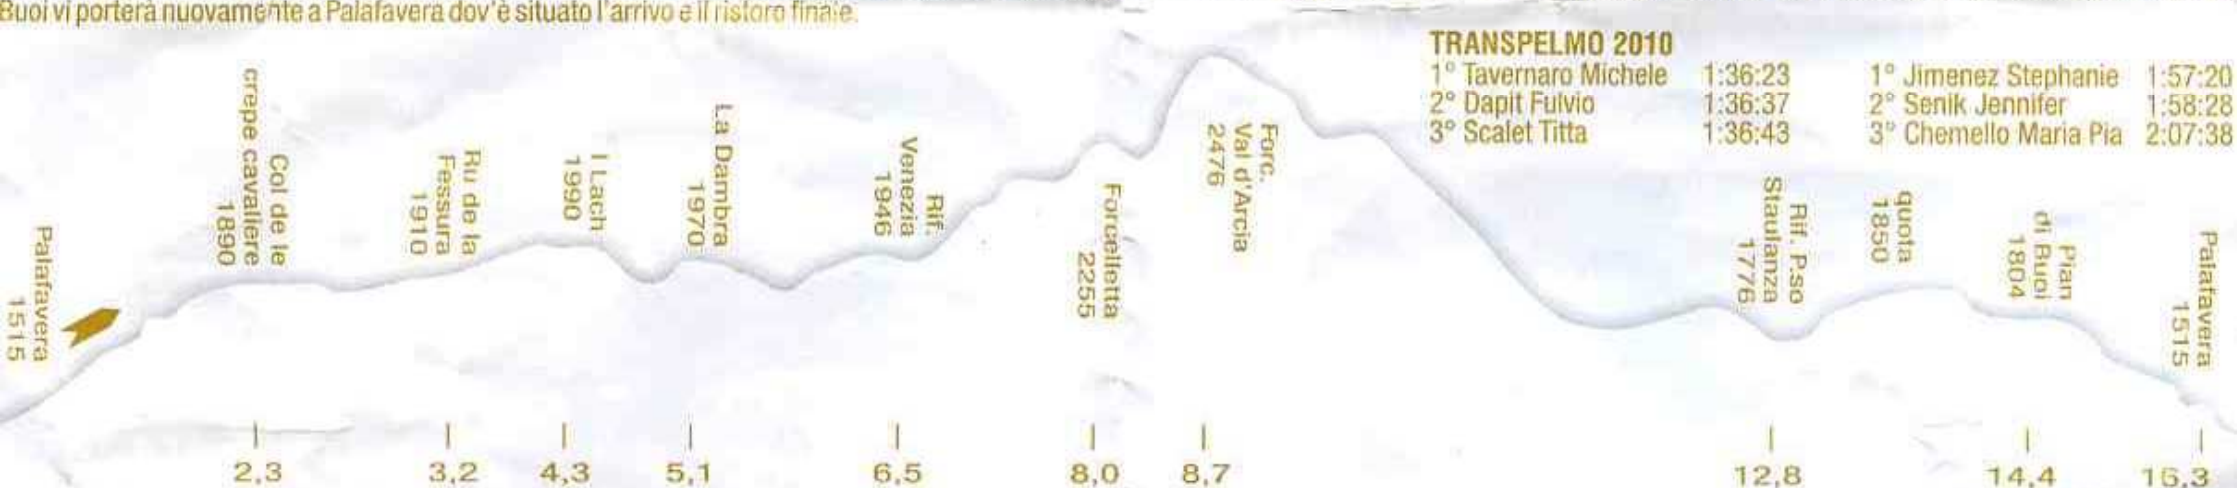 Buoi vi porterà nuovamente a Palafavera dov'è situato l'arrivo e il ristoro finale.
TRANSPELMO 2010
1° Tavernaro Michele 1:36:23
2° Dapit Fulvio 1:36:37
3° Scalet Titta 1:36:43
1° Jimenez Stephanie 1:57:20
2° Senik Jennifer 1:58:28
3° Chemello Maria Pia 2:07:38
Palafavera
1515
Col de le
crepe cavaliere
1890
Ru de la
Fessura
1910
I Lach
1990
La Dambra
1970
Rif.
Venezia
1946
Forcelletta
2255
Forc.
Val d'Arcia
2476
Rif. P.so
Staulanza
1776
quota
1850
Pian
di Buoi
1804
Palafavera
1515
2,3 3,2 4,3 5,1 6,5 8,0 8,7 12,8 14,4 16,3